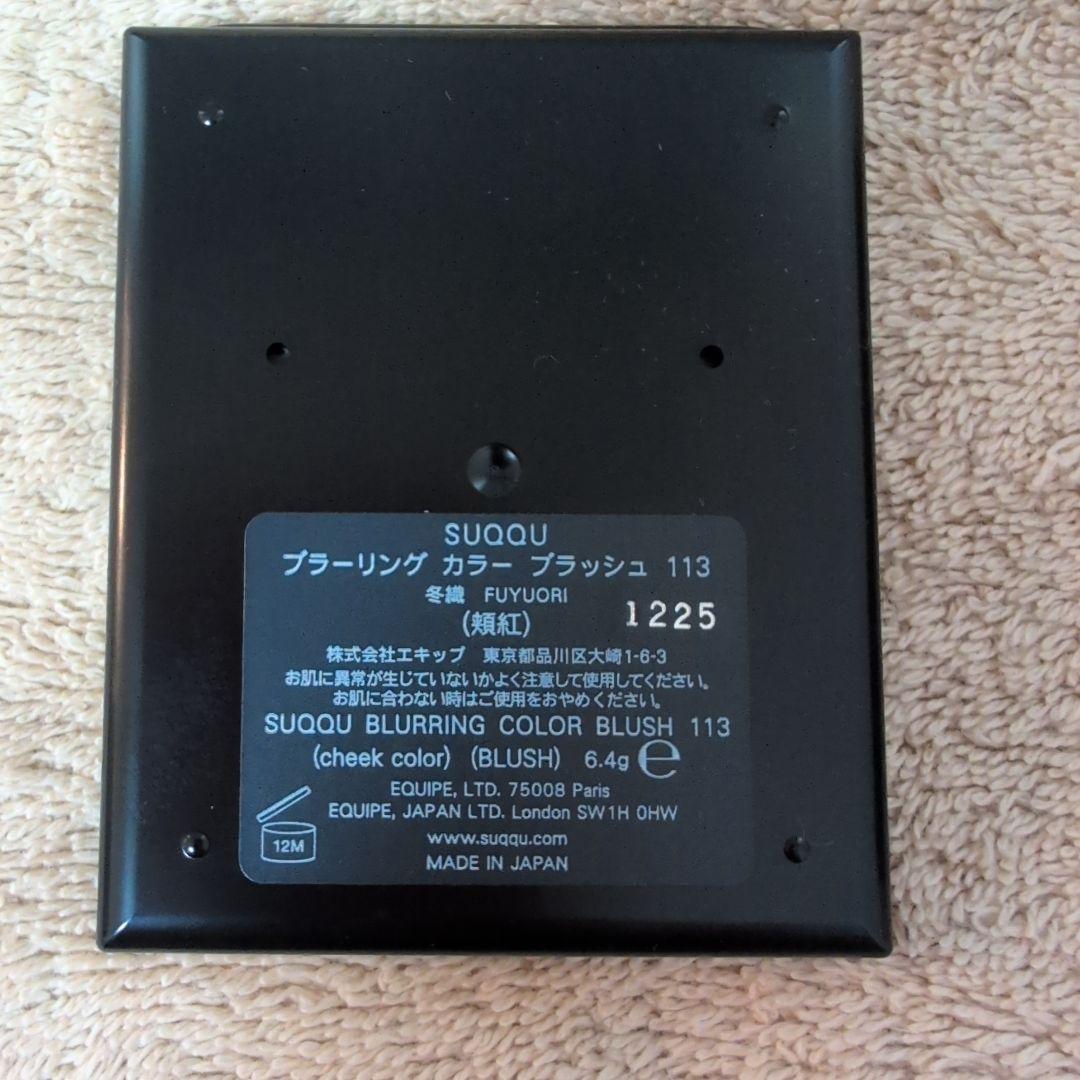 SUQQU
ブラーリング カラー ブラッシュ 113
冬織 FUYUORI
(頬紅)
1225
株式会社エキップ 東京都品川区大崎1-6-3
お肌に異常が生じていないかよく注意して使用してください。
お肌に合わない時はご使用をおやめください。
SUQQU BLURRING COLOR BLUSH 113
(cheek color) (BLUSH) 6.4g ℮
EQUIPE, LTD. 75008 Paris
EQUIPE, JAPAN LTD. London SW1H 0HW
www.suqqu.com
MADE IN JAPAN
12M